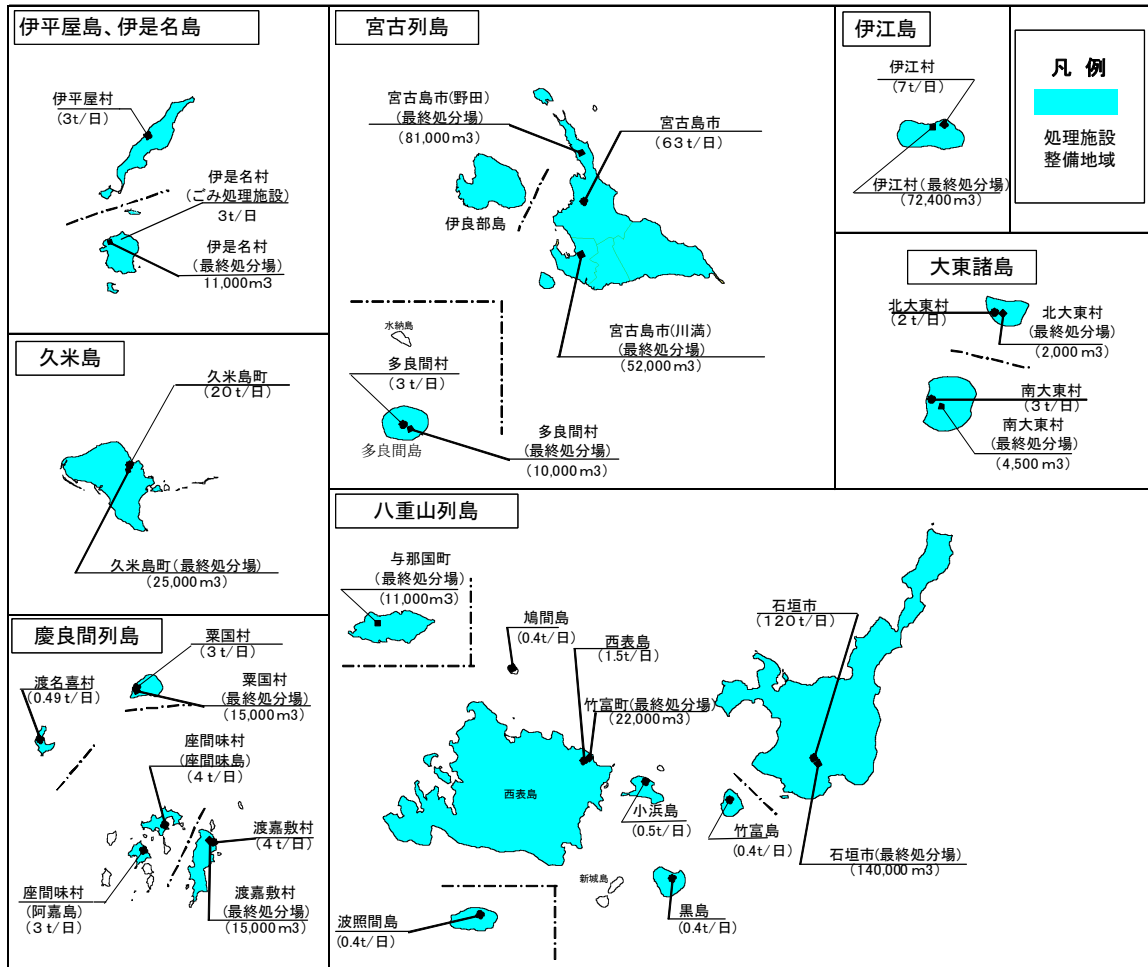 伊平屋島、伊是名島
伊平屋村
(3t/日)
伊是名村
(ごみ処理施設)
3t/日
伊是名村
(最終処分場)
11,000m3
久米島
久米島町
(20t/日)
久米島町(最終処分場)
(25,000m3)
慶良間列島
粟国村
(3t/日)
渡名喜村
(0.49t/日)
粟国村
(最終処分場)
(15,000m3)
座間味村
(座間味島)
(4t/日)
渡嘉敷村
(4t/日)
座間味村
(阿嘉島)
(3t/日)
渡嘉敷村
(最終処分場)
(15,000m3)
宮古列島
宮古島市(野田)
(最終処分場)
(81,000m3)
宮古島市
(63t/日)
伊良部島
水納島
多良間村
(3t/日)
多良間島
宮古島市(川満)
(最終処分場)
(52,000m3)
多良間村
(最終処分場)
(10,000m3)
伊江島
伊江村
(7t/日)
伊江村(最終処分場)
(72,400m3)
凡 例
処理施設
整備地域
大東諸島
北大東村
(2t/日)
北大東村
(最終処分場)
(2,000m3)
南大東村
(3t/日)
南大東村
(最終処分場)
(4,500m3)
八重山列島
与那国町
(最終処分場)
(11,000m3)
鳩間島
(0.4t/日)
西表島
(1.5t/日)
竹富町(最終処分場)
(22,000m3)
石垣市
(120t/日)
西表島
小浜島
(0.5t/日)
竹富島
(0.4t/日)
石垣市(最終処分場)
(140,000m3)
新城島
黒島
(0.4t/日)
波照間島
(0.4t/日)